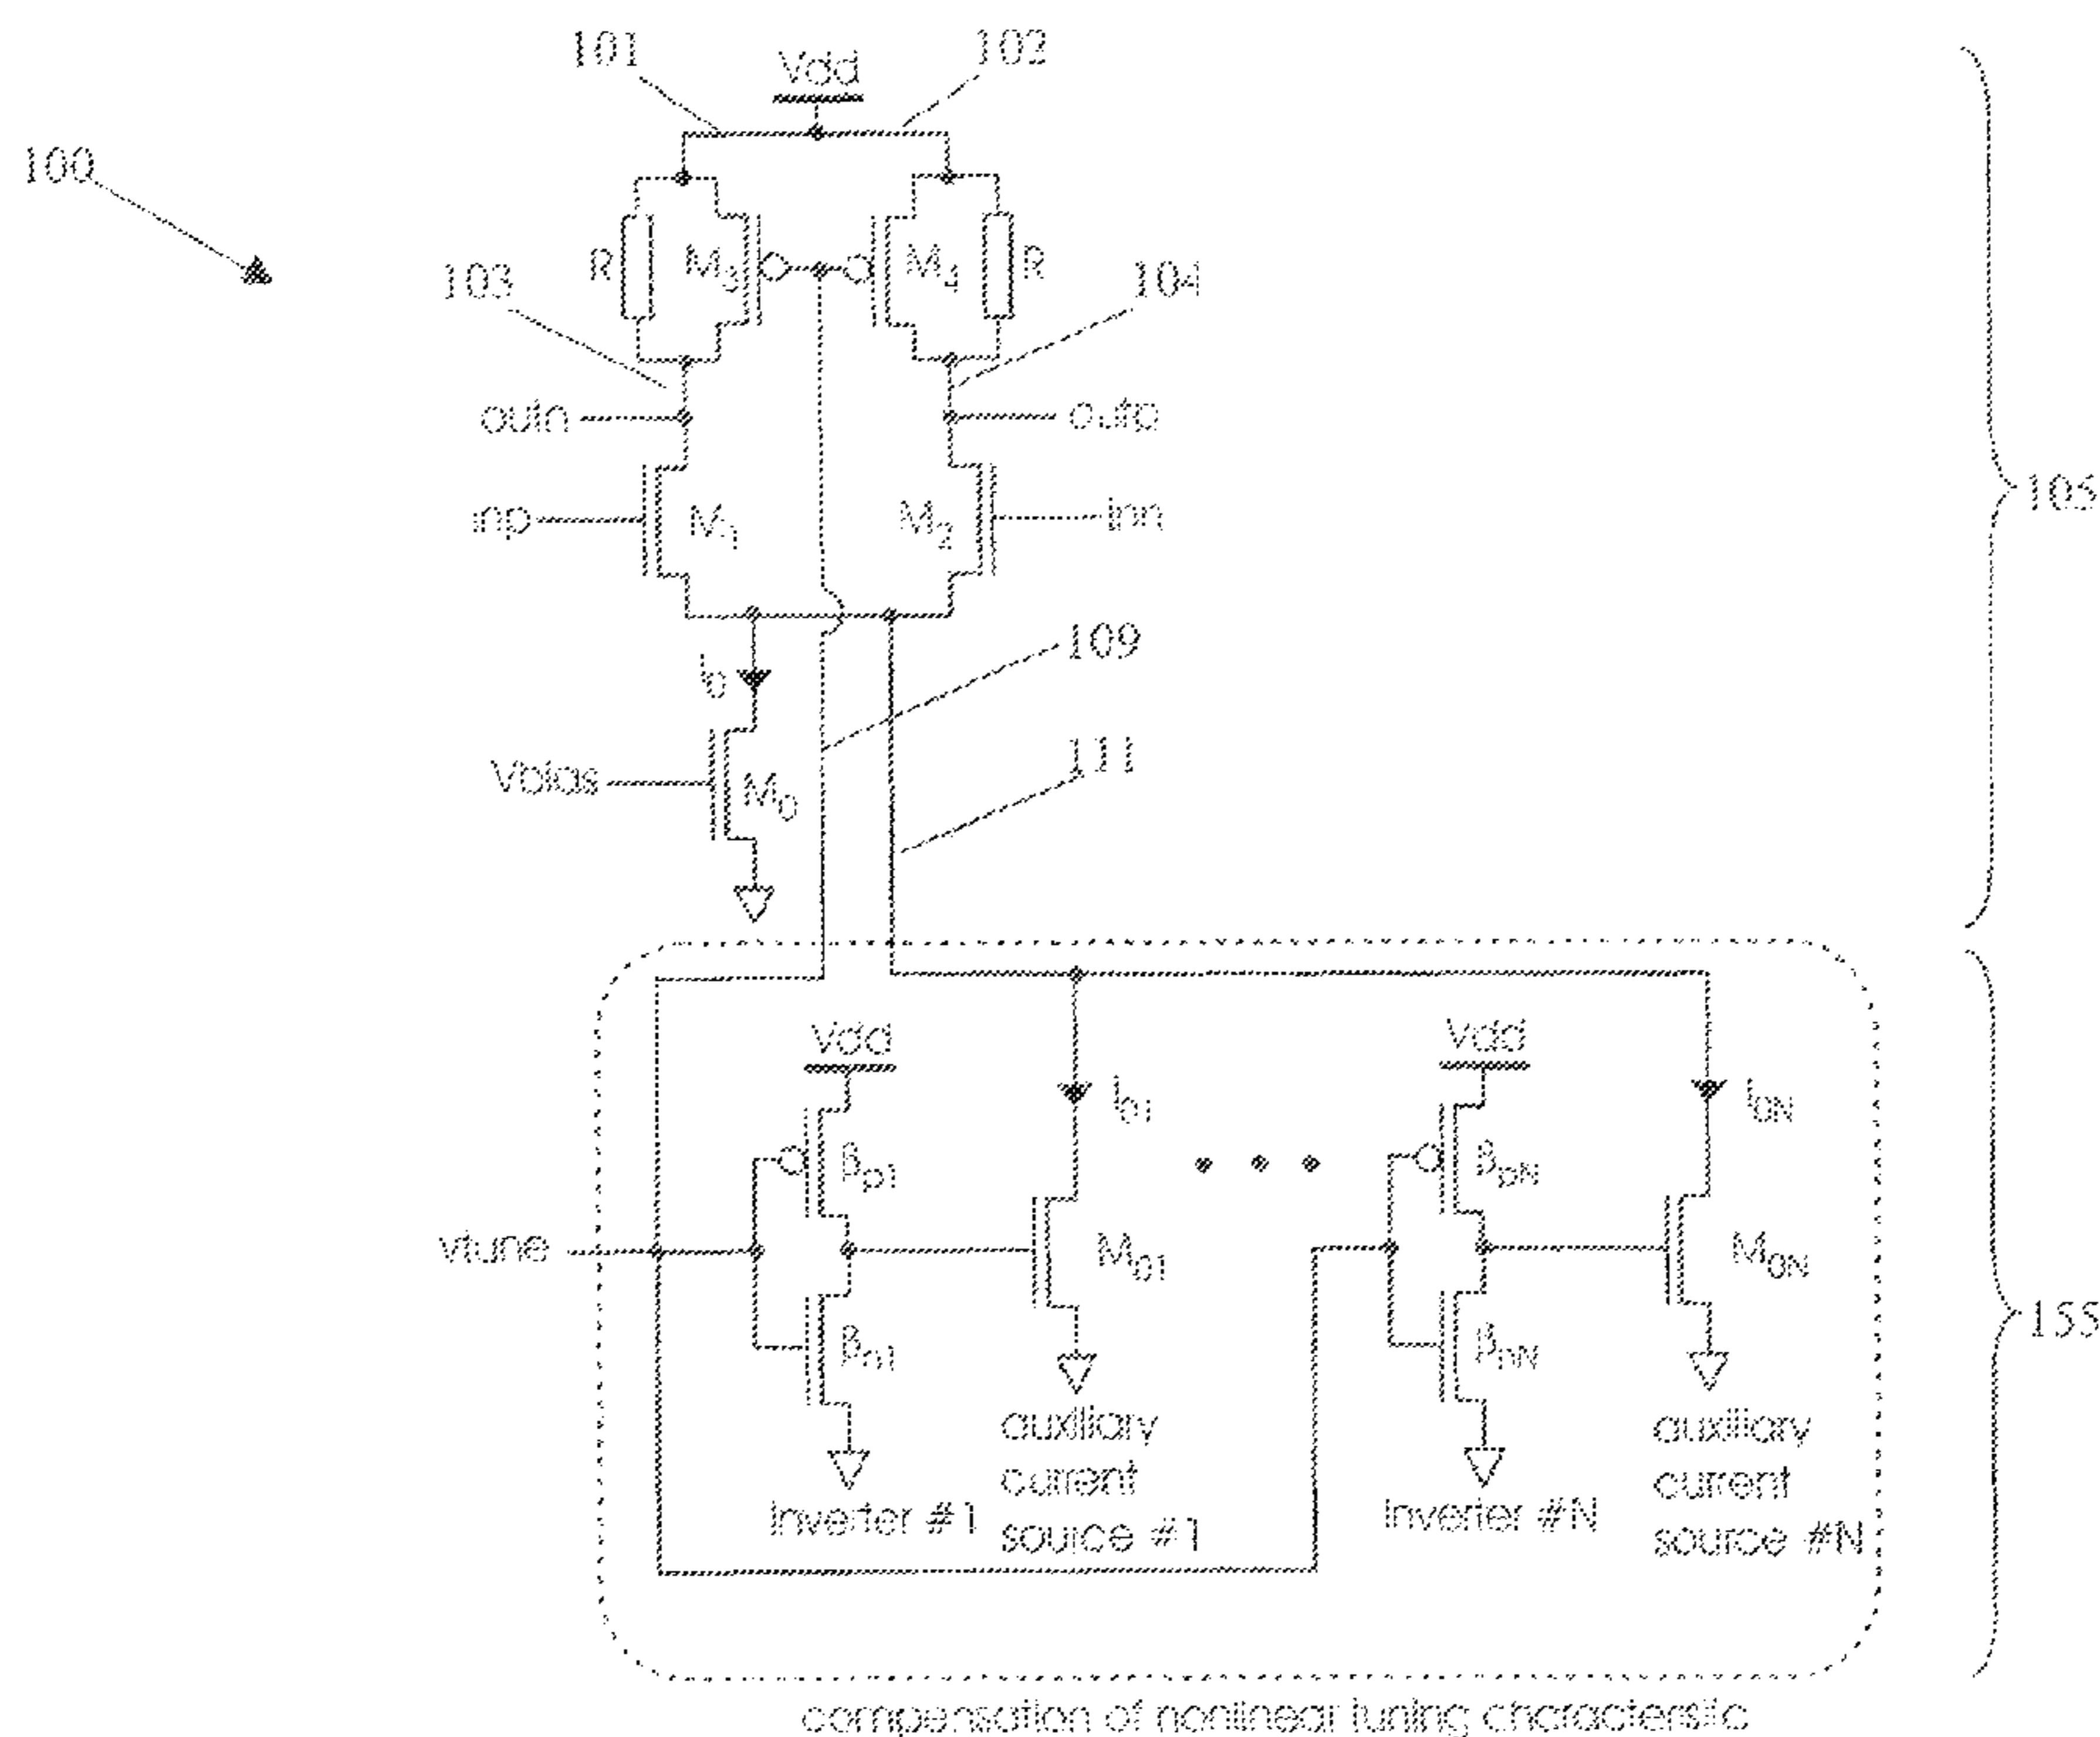 101
Vdd
102
100
R
M3
M4
R
103
104
outn
outp
inp
M1
M2
inn
105
I0
109
Vbias
M0
111
Vdd
I01
Vdd
I0N
βp1
βpN
vtune
M01
M0N
βn1
βnN
155
Inverter #1
auxiliary
current
source #1
Inverter #N
auxiliary
current
source #N
compensation of nonlinear tuning characterstic